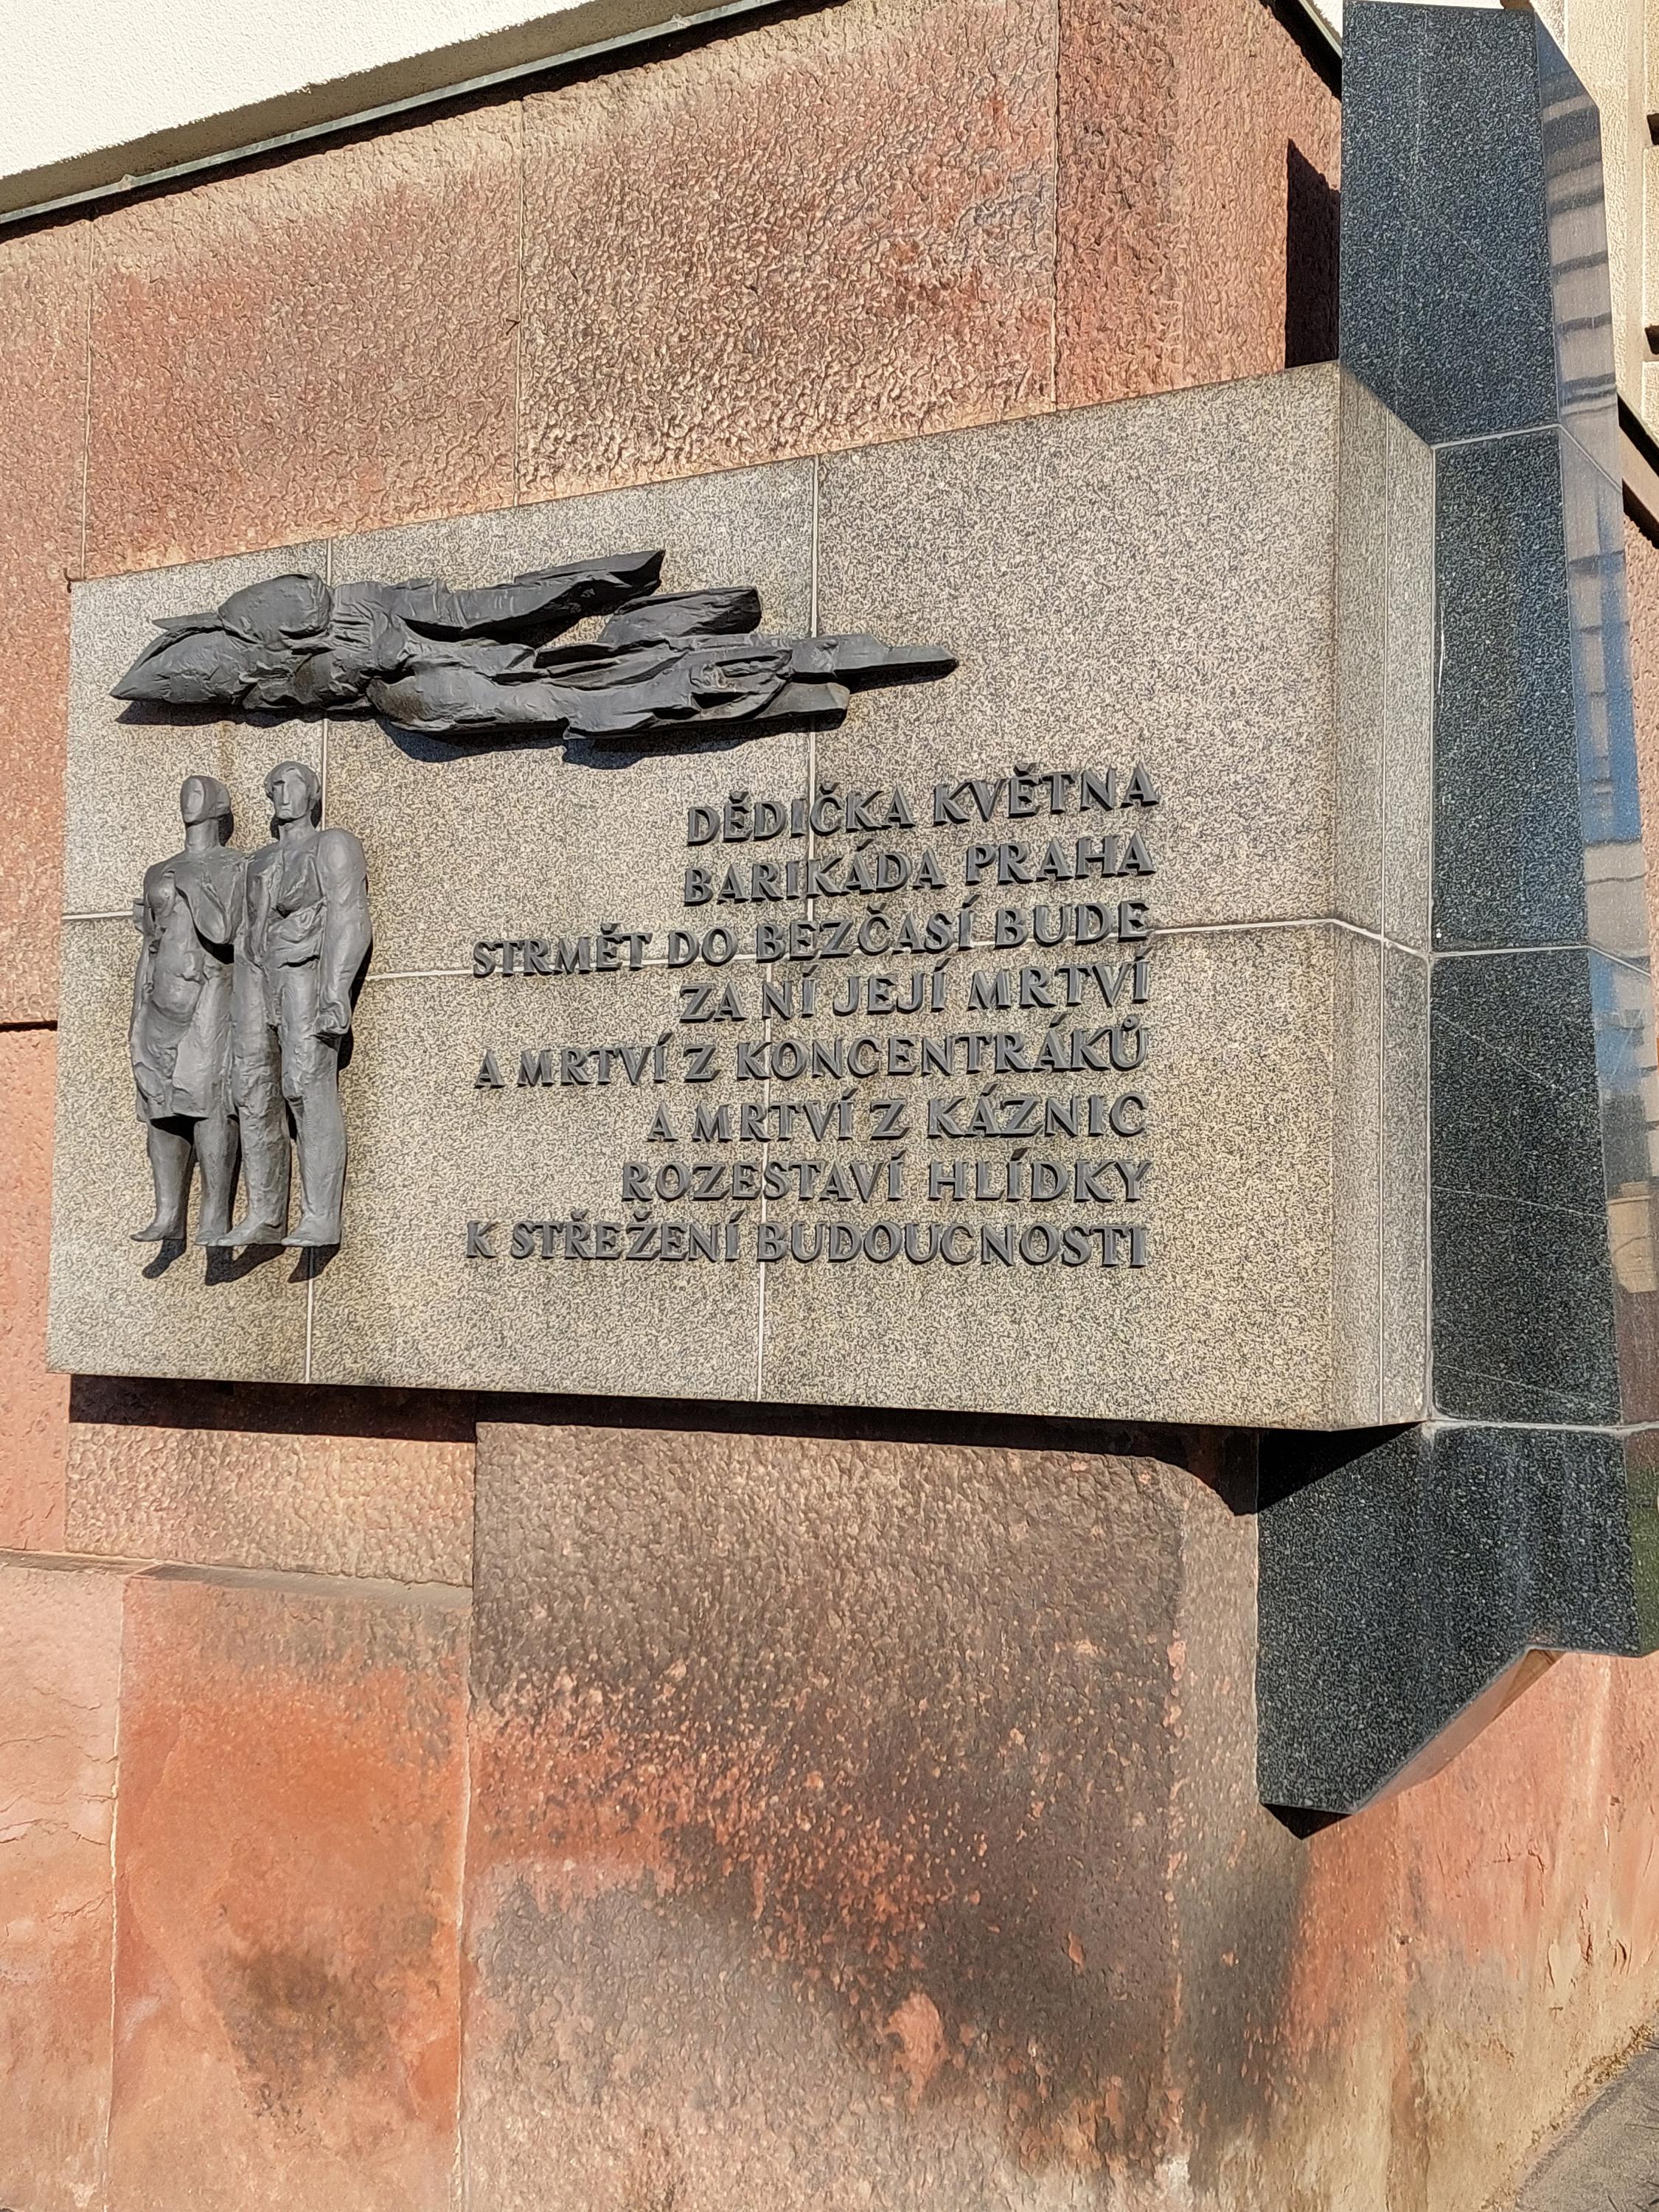 DĚDIČKA KVĚTNA
BARIKÁDA PRAHA
STRMĚT DO BEZČASÍ BUDE
ZA NÍ JEJÍ MRTVÍ
A MRTVÍ Z KONCENTRÁKŮ
A MRTVÍ Z KÁZNIC
ROZESTAVÍ HLÍDKY
K STŘEŽENÍ BUDOUCNOSTI